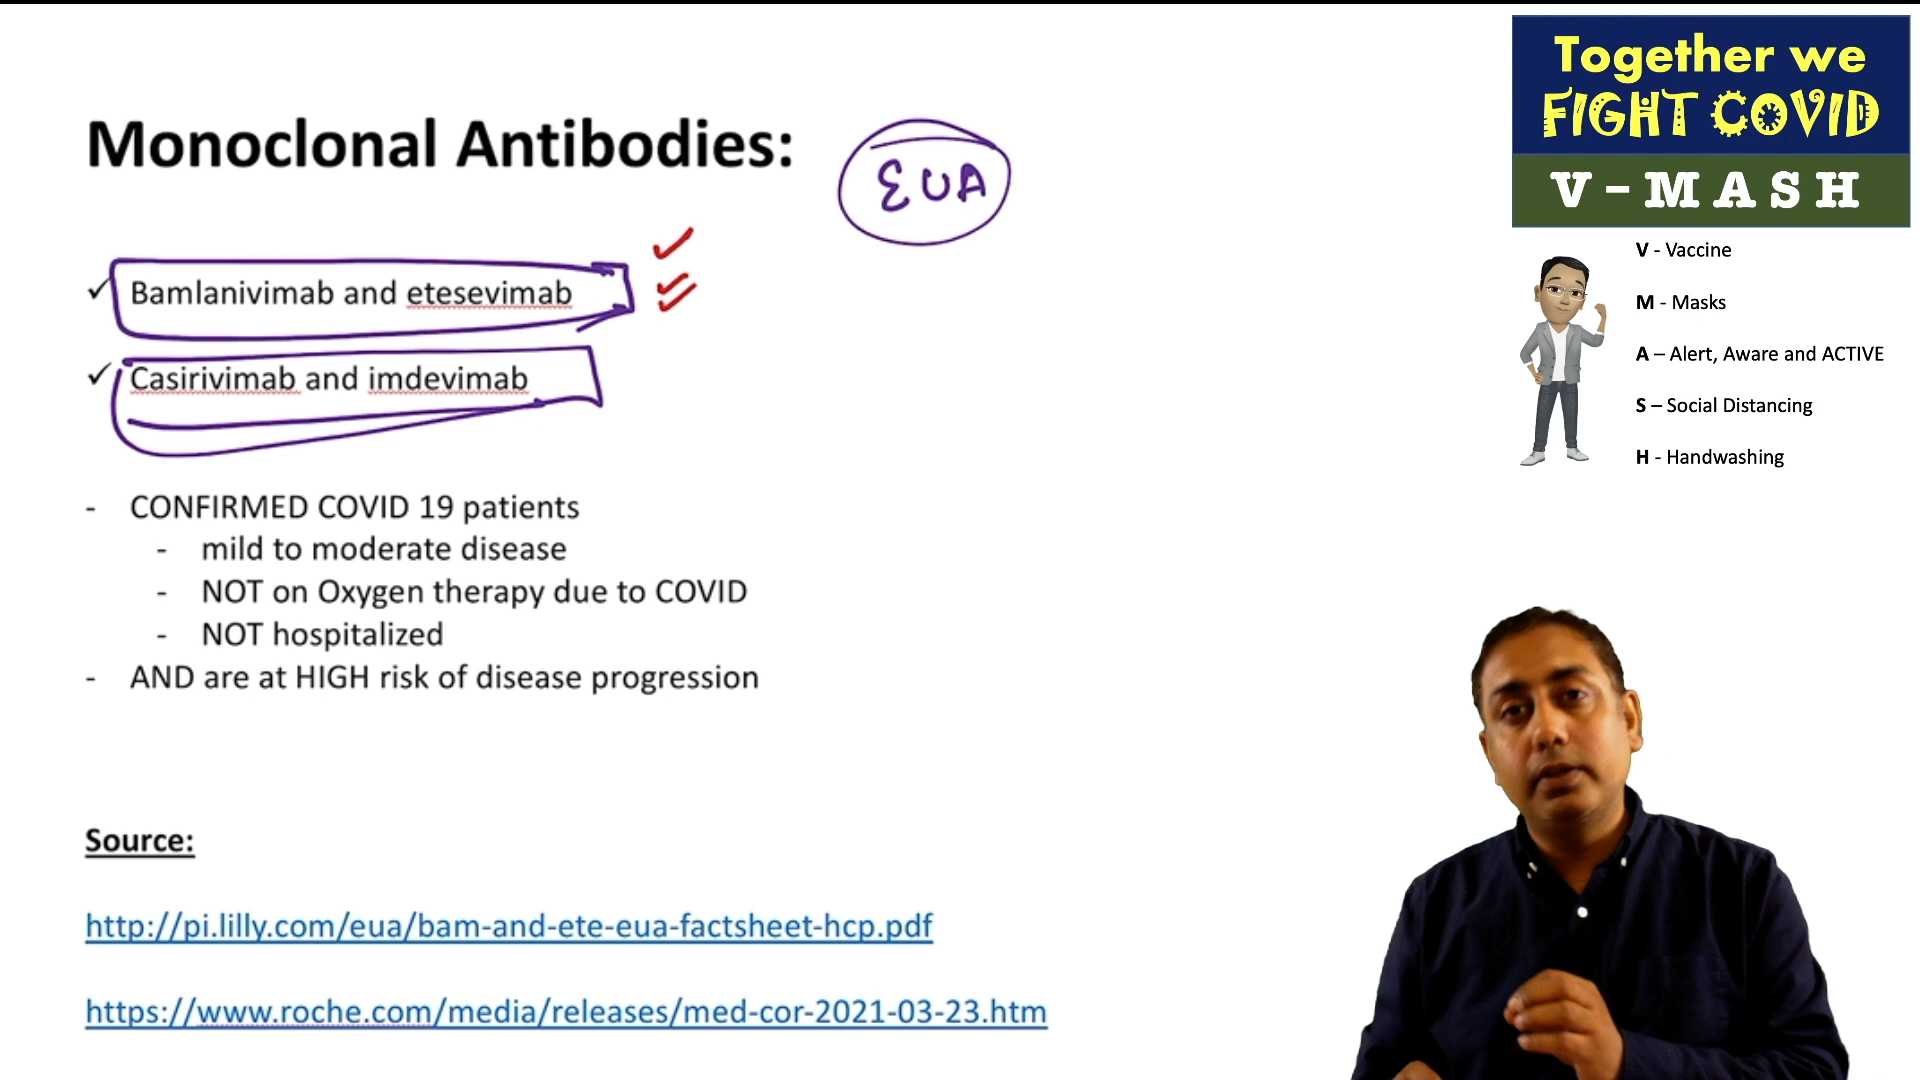 Monoclonal Antibodies:
EUA
✓ Bamlanivimab and etesevimab
✓ Casirivimab and imdevimab
- CONFIRMED COVID 19 patients
- mild to moderate disease
- NOT on Oxygen therapy due to COVID
- NOT hospitalized
- AND are at HIGH risk of disease progression
Source:
http://pi.lilly.com/eua/bam-and-ete-eua-factsheet-hcp.pdf
https://www.roche.com/media/releases/med-cor-2021-03-23.htm
Together we
FIGHT COVID
V - M A S H
V - Vaccine
M - Masks
A – Alert, Aware and ACTIVE
S – Social Distancing
H - Handwashing